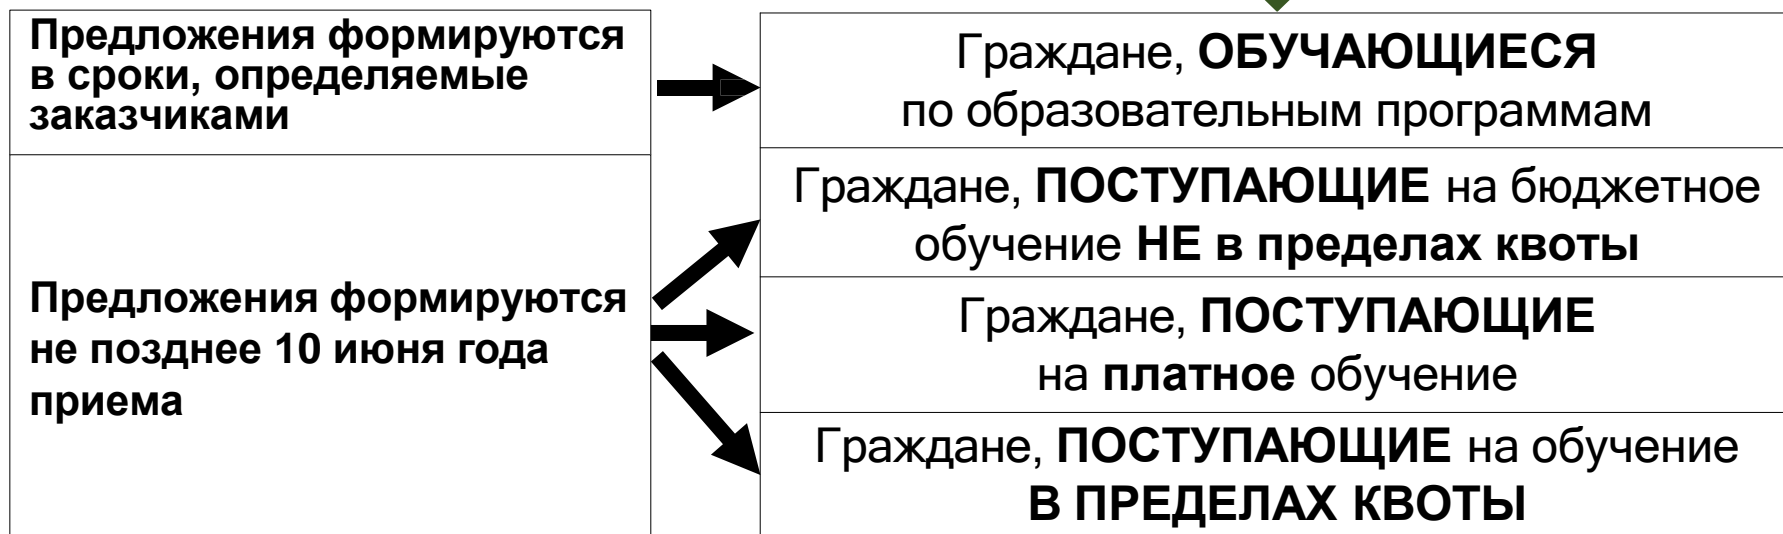 Предложения формируются
в сроки, определяемые
заказчиками
Граждане, ОБУЧАЮЩИЕСЯ
по образовательным программам
Предложения формируются
не позднее 10 июня года
приема
Граждане, ПОСТУПАЮЩИЕ на бюджетное
обучение НЕ в пределах квоты
Граждане, ПОСТУПАЮЩИЕ
на платное обучение
Граждане, ПОСТУПАЮЩИЕ на обучение
В ПРЕДЕЛАХ КВОТЫ